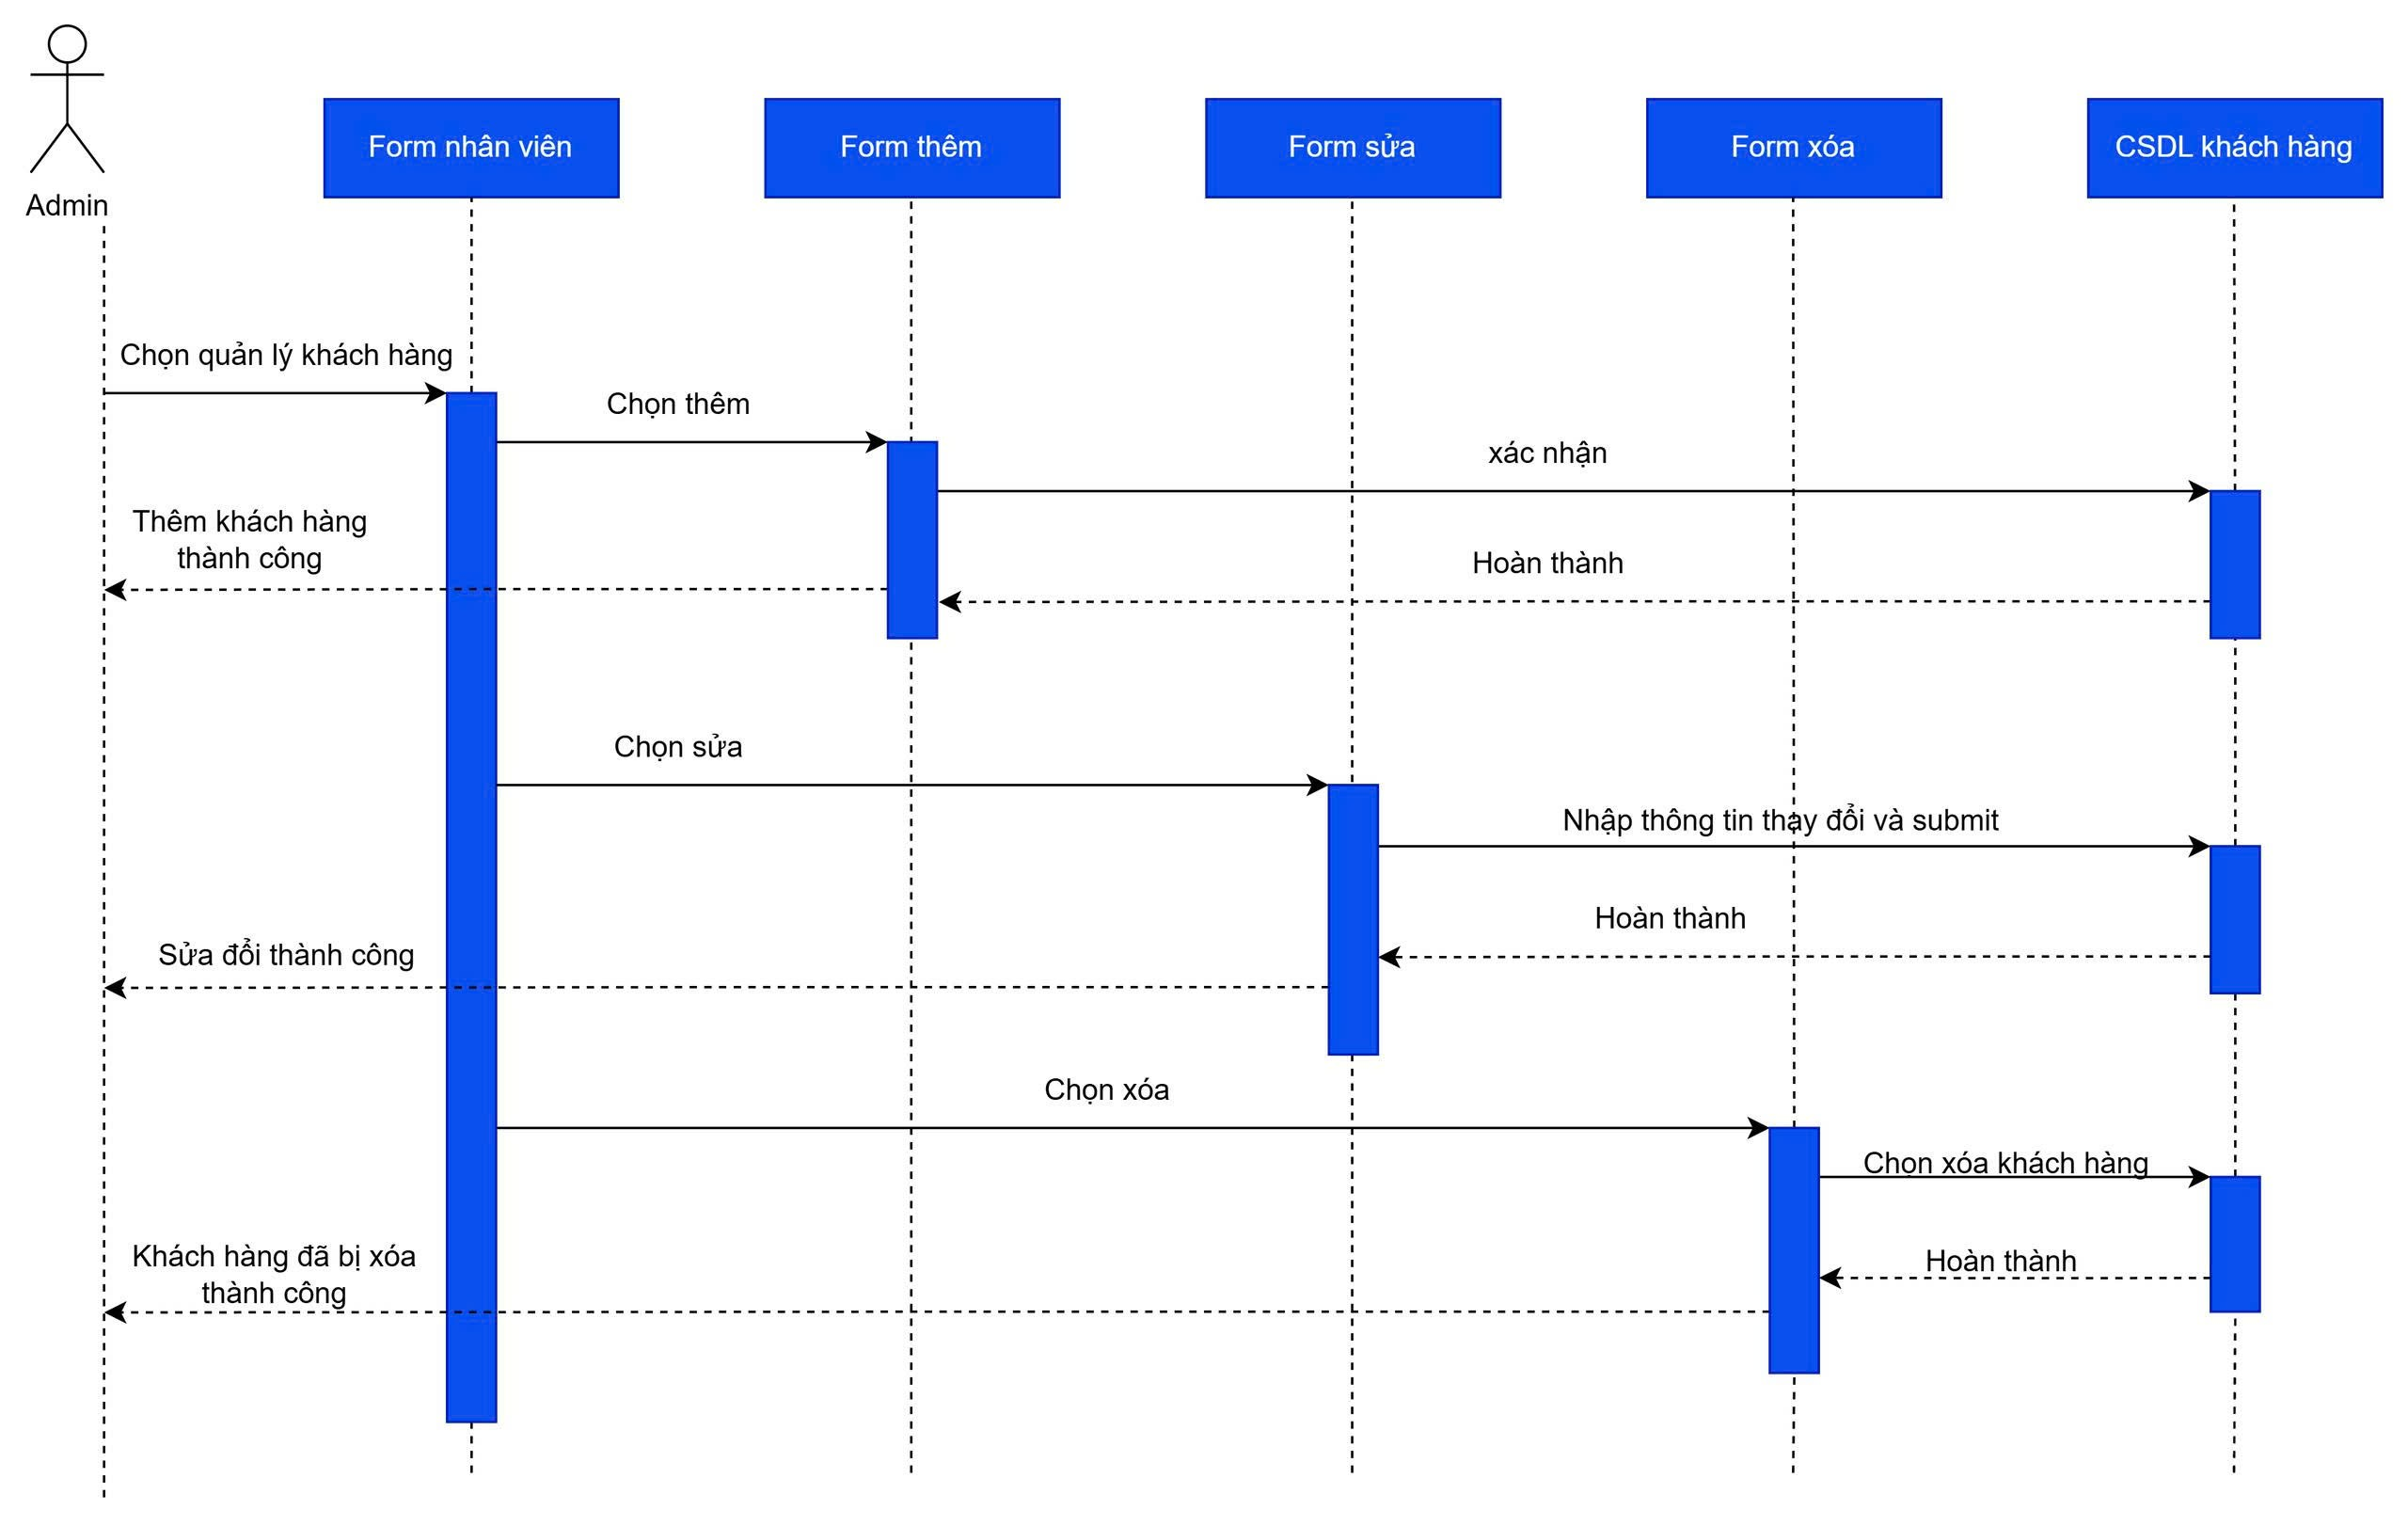 Admin
Form nhân viên
Form thêm
Form sửa
Form xóa
CSDL khách hàng
Chọn quản lý khách hàng
Chọn thêm
xác nhận
Thêm khách hàng
thành công
Hoàn thành
Chọn sửa
Nhập thông tin thay đổi và submit
Hoàn thành
Sửa đổi thành công
Chọn xóa
Chọn xóa khách hàng
Khách hàng đã bị xóa
thành công
Hoàn thành